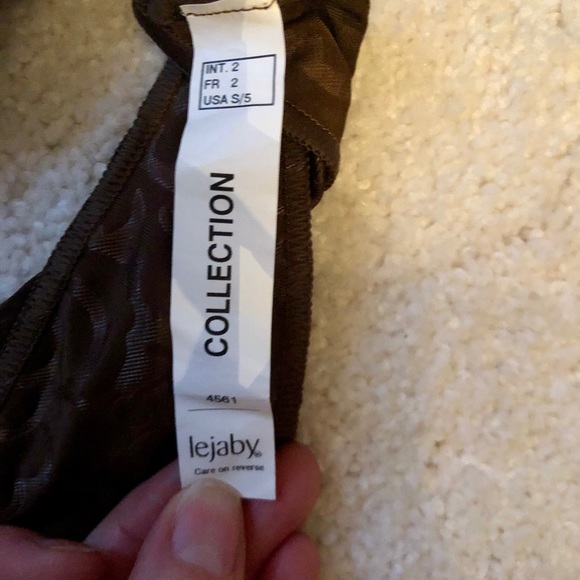 INT. 2
FR 2
USA S/5
COLLECTION
4561
lejaby®
Care on reverse